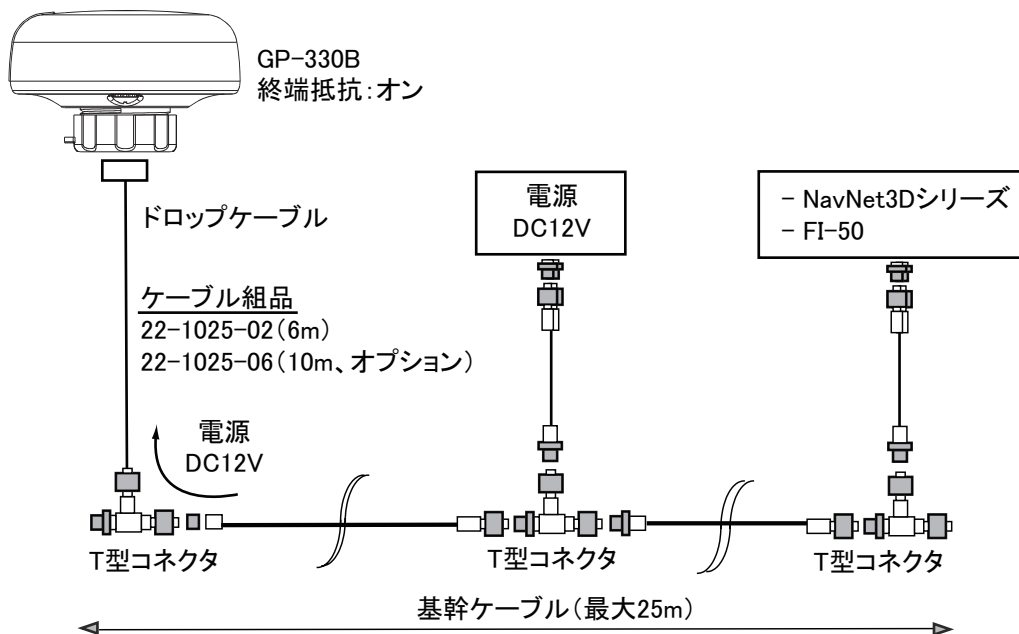 GP-330B
終端抵抗:オン
ドロップケーブル
ケーブル組品
22-1025-02(6m)
22-1025-06(10m、オプション)
電源
DC12V
電源
DC12V
- NavNet3Dシリーズ
- FI-50
T型コネクタ
T型コネクタ
T型コネクタ
基幹ケーブル(最大25m)